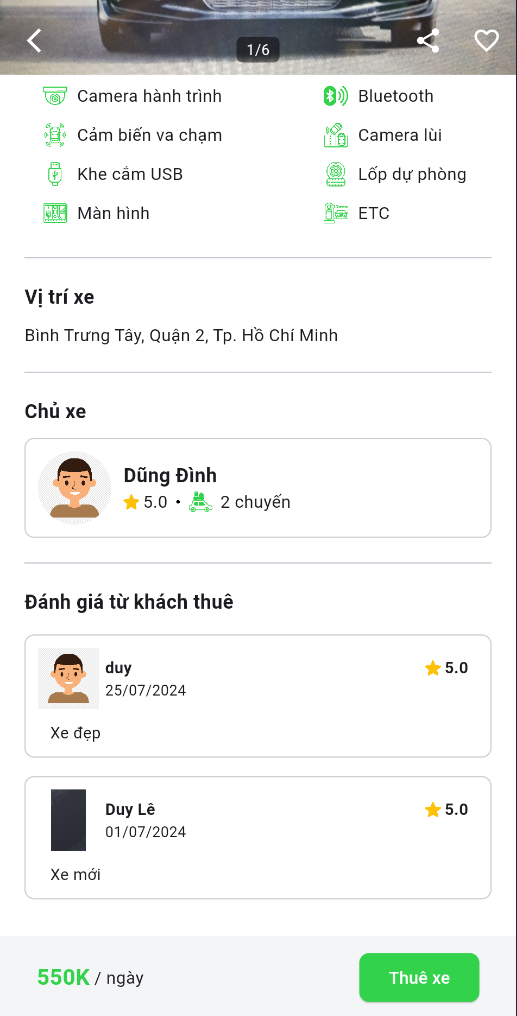 1/6
Camera hành trình
Bluetooth
Cảm biến va chạm
Camera lùi
Khe cắm USB
Lốp dự phòng
Màn hình
ETC
Vị trí xe
Bình Trưng Tây, Quận 2, Tp. Hồ Chí Minh
Chủ xe
Dũng Đình
5.0 • 2 chuyến
Đánh giá từ khách thuê
duy
5.0
25/07/2024
Xe đẹp
Duy Lê
5.0
01/07/2024
Xe mới
550K / ngày
Thuê xe